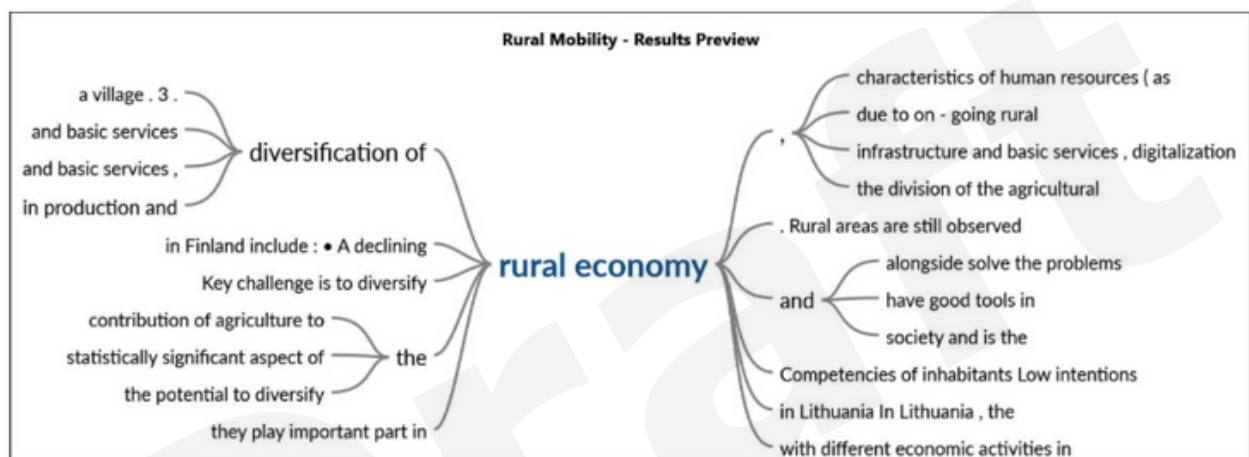 Rural Mobility - Results Preview
a village . 3 .
and basic services
and basic services ,
in production and
diversification of
in Finland include : • A declining
Key challenge is to diversify
contribution of agriculture to
statistically significant aspect of
the potential to diversify
the
they play important part in
rural economy
,
characteristics of human resources ( as
due to on - going rural
infrastructure and basic services , digitalization
the division of the agricultural
. Rural areas are still observed
and
alongside solve the problems
have good tools in
society and is the
Competencies of inhabitants Low intentions
in Lithuania In Lithuania , the
with different economic activities in